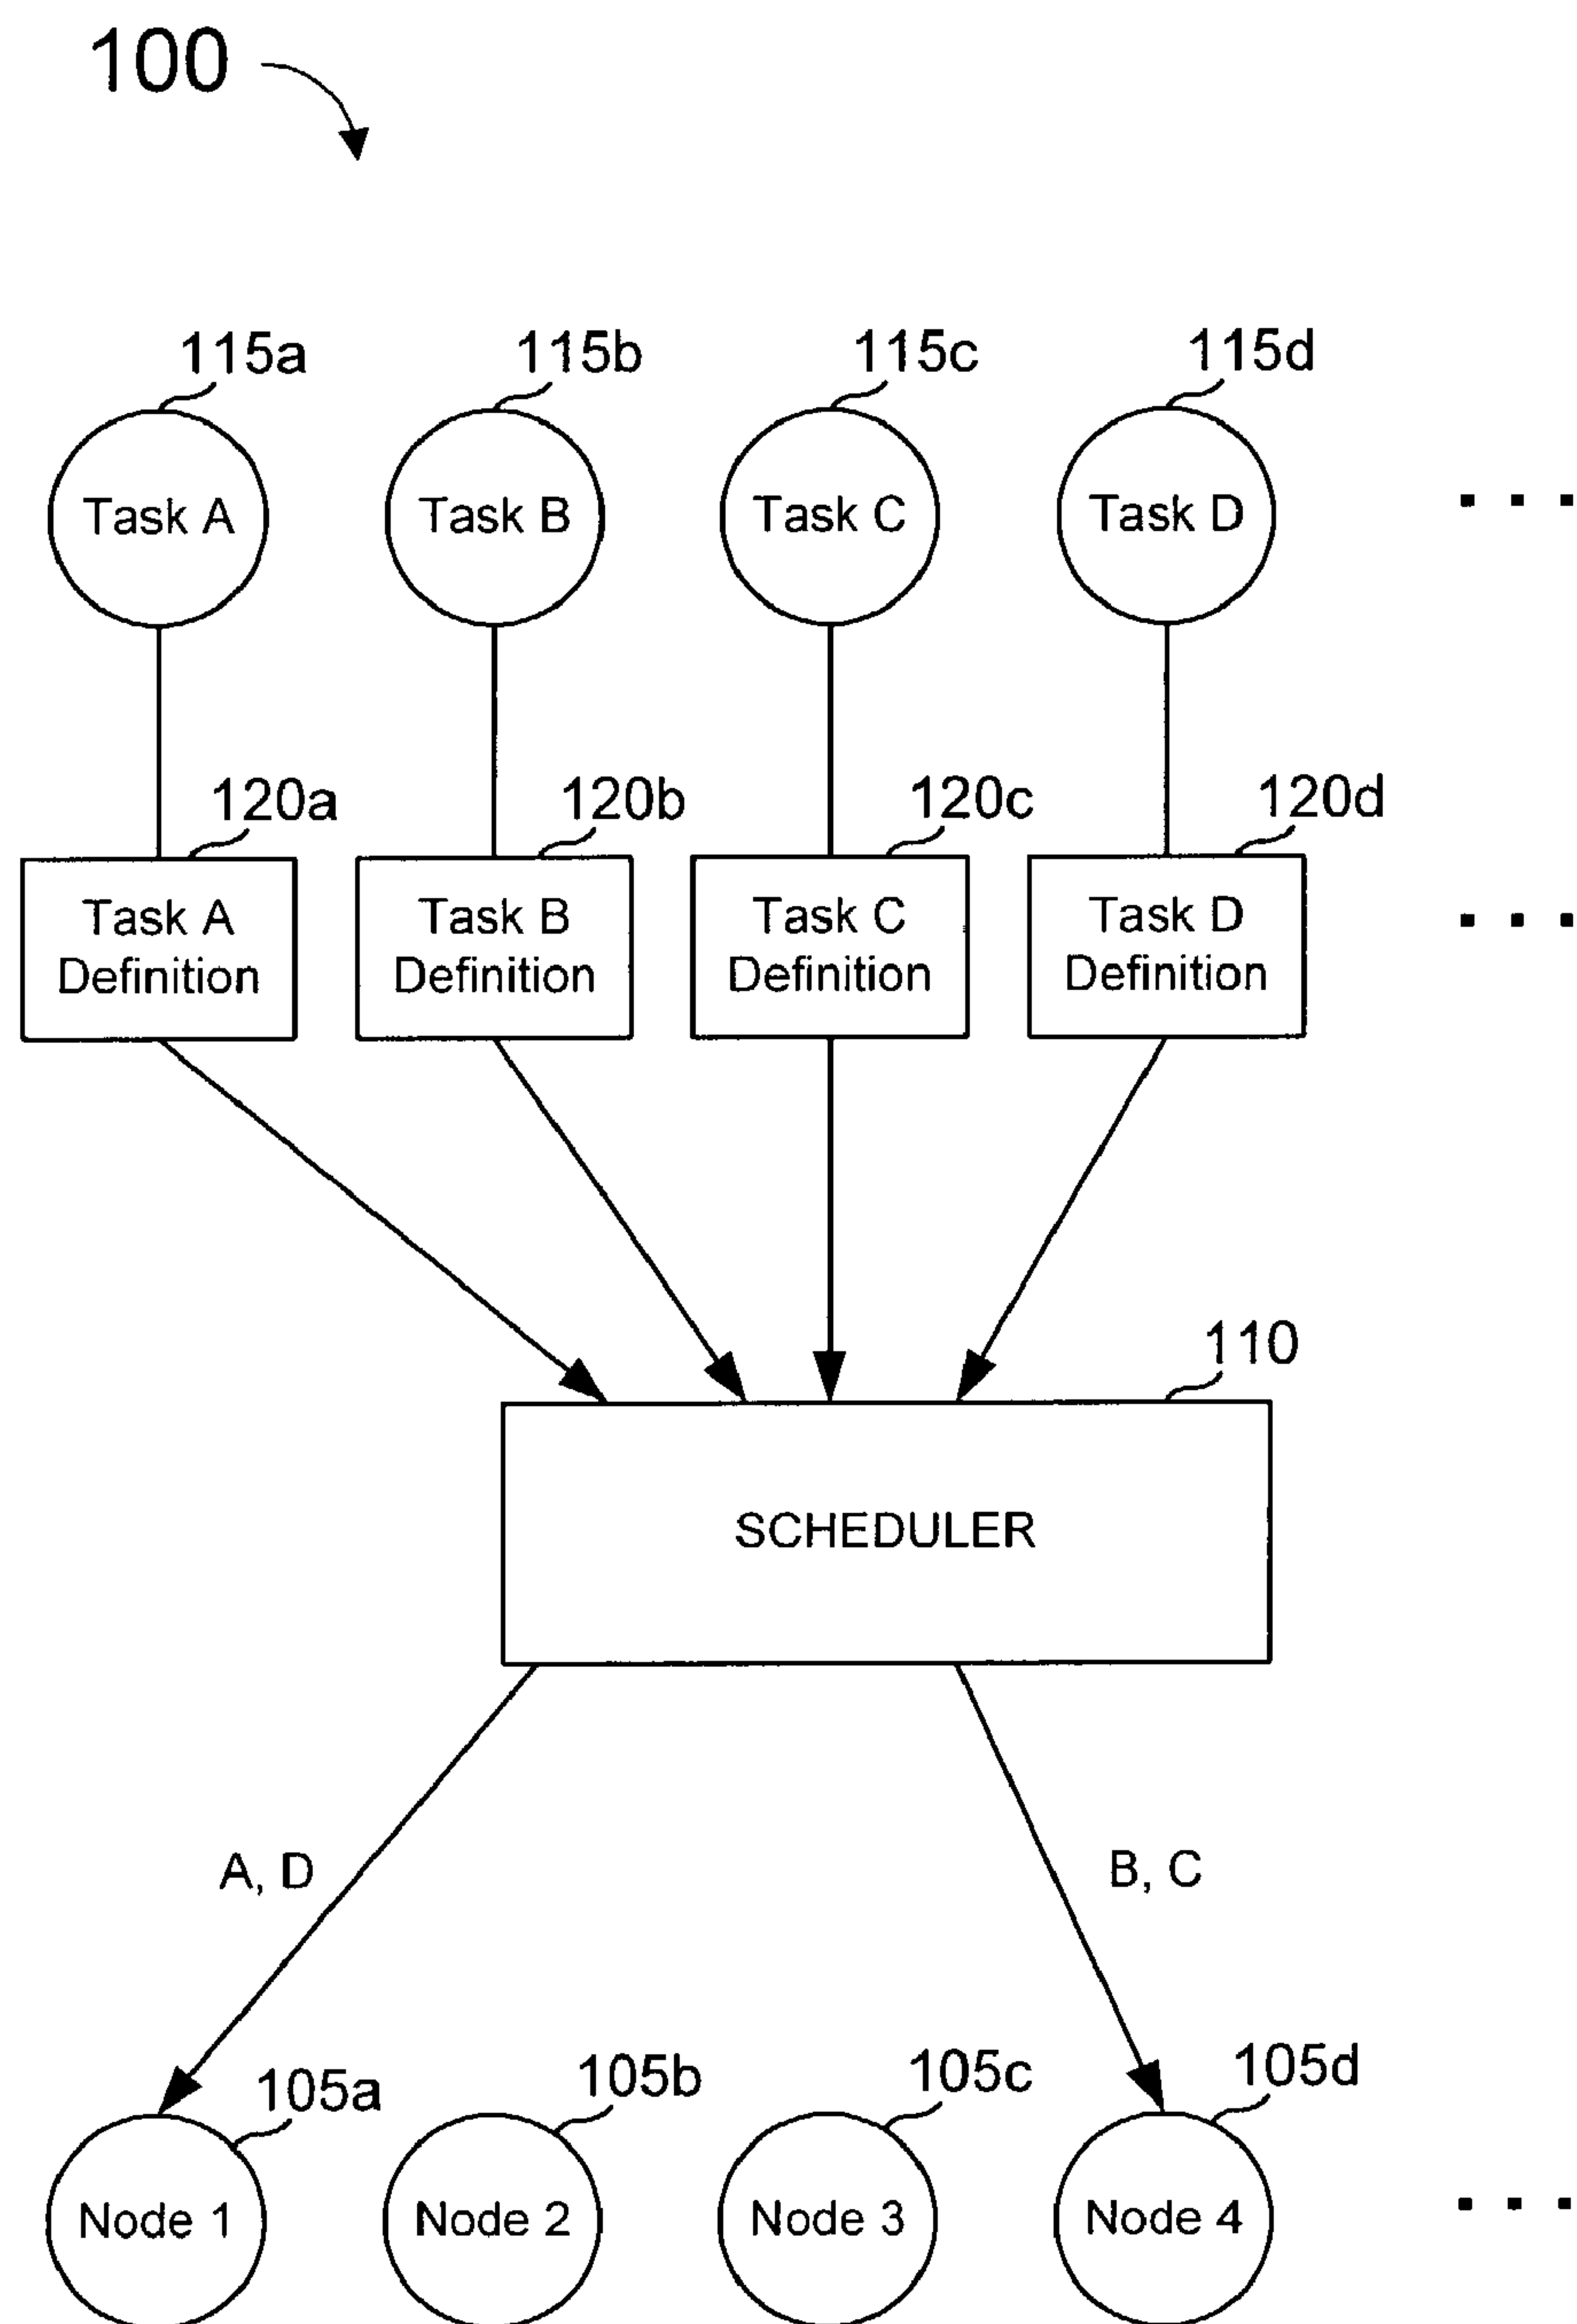 100
115a
115b
115c
115d
Task A
Task B
Task C
Task D
. . .
120a
120b
120c
120d
Task A
Definition
Task B
Definition
Task C
Definition
Task D
Definition
. . .
110
SCHEDULER
A, D
B, C
105a
105b
105c
105d
Node 1
Node 2
Node 3
Node 4
. . .